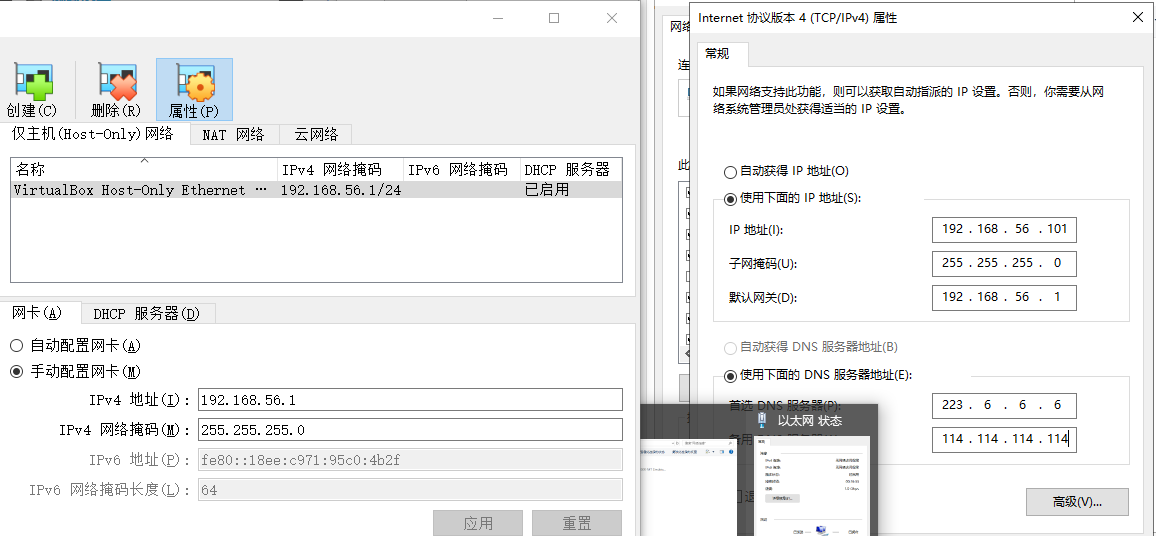 创建(C)
删除(R)
属性(P)
仅主机(Host-Only)网络
NAT 网络
云网络
名称
IPv4 网络掩码
IPv6 网络掩码
DHCP 服务器
VirtualBox Host-Only Ethernet ···
192.168.56.1/24
已启用
网卡(A)
DHCP 服务器(D)
自动配置网卡(A)
手动配置网卡(M)
IPv4 地址(I):
192.168.56.1
IPv4 网络掩码(M):
255.255.255.0
IPv6 地址(P):
fe80::18ee:c971:95c0:4b2f
IPv6 网络掩码长度(L):
64
应用
重置
Internet 协议版本 4 (TCP/IPv4) 属性
常规
如果网络支持此功能，则可以获取自动指派的 IP 设置。否则，你需要从网
络系统管理员处获得适当的 IP 设置。
自动获得 IP 地址(O)
使用下面的 IP 地址(S):
IP 地址(I):
192 . 168 . 56 . 101
子网掩码(U):
255 . 255 . 255 . 0
默认网关(D):
192 . 168 . 56 . 1
自动获得 DNS 服务器地址(B)
使用下面的 DNS 服务器地址(E):
首选 DNS 服务器(P):
223 . 6 . 6 . 6
114 . 114 . 114 . 114
以太网 状态
高级(V)...